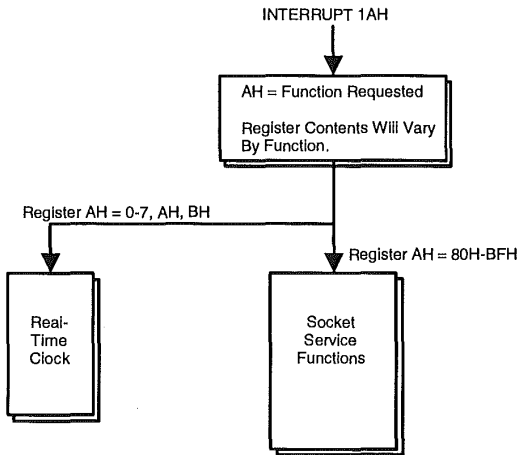 INTERRUPT 1AH
AH = Function Requested
Register Contents Will Vary
By Function.
Register AH = 0-7, AH, BH
Register AH = 80H-BFH
Real-
Time
Clock
Socket
Service
Functions